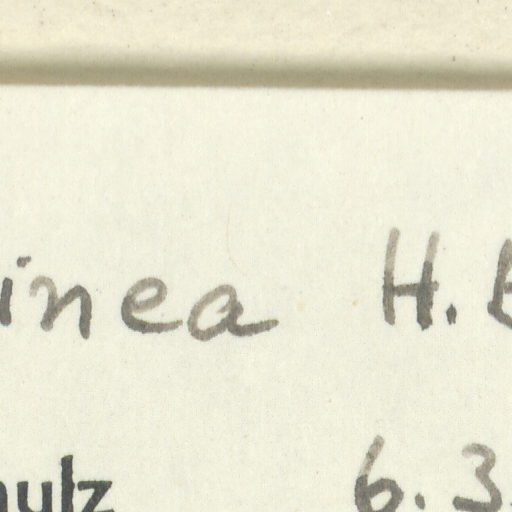 inea H.
ulz 6.3